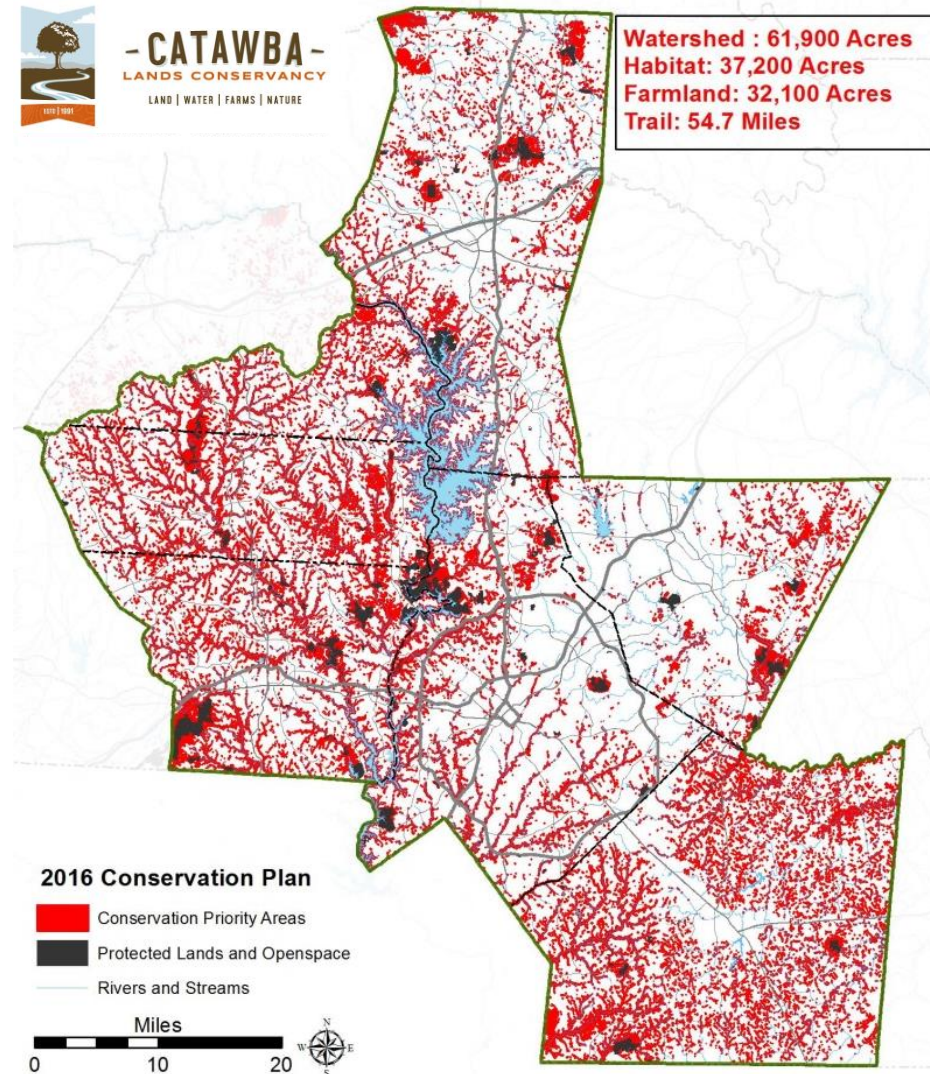 - CATAWBA -
LANDS CONSERVANCY
LAND | WATER | FARMS | NATURE
ESTD | 1991
Watershed : 61,900 Acres
Habitat: 37,200 Acres
Farmland: 32,100 Acres
Trail: 54.7 Miles
2016 Conservation Plan
Conservation Priority Areas
Protected Lands and Openspace
Rivers and Streams
Miles
0 10 20
N
W E
S